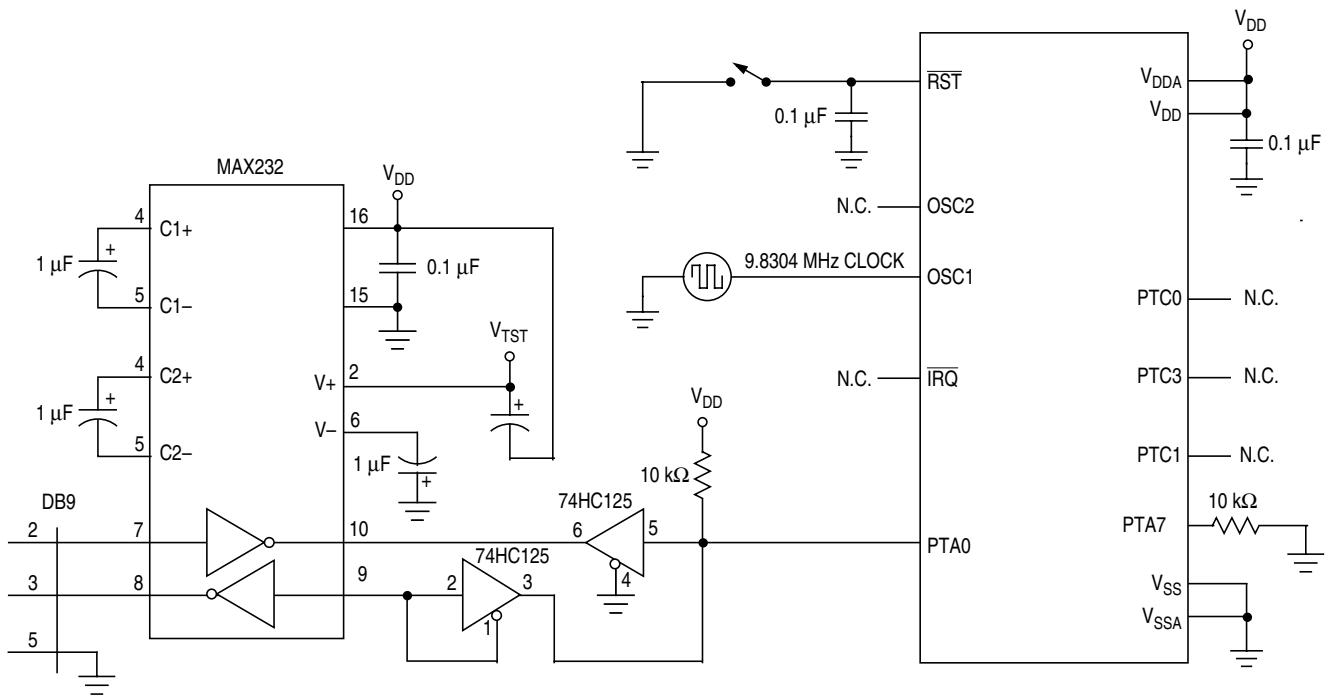 V_DD
RST
V_DDA
V_DD
0.1 µF
0.1 µF
MAX232
V_DD
4
C1+
16
N.C.
OSC2
1 µF
+
0.1 µF
9.8304 MHz CLOCK
OSC1
5
C1–
15
PTC0
N.C.
V_TST
4
C2+
V+
2
N.C.
IRQ
PTC3
N.C.
1 µF
+
+
V_DD
V–
6
5
C2–
1 µF
+
10 kΩ
PTC1
N.C.
DB9
74HC125
10 kΩ
2
7
10
6
5
PTA0
PTA7
74HC125
4
3
8
9
2
3
1
V_SS
V_SSA
5